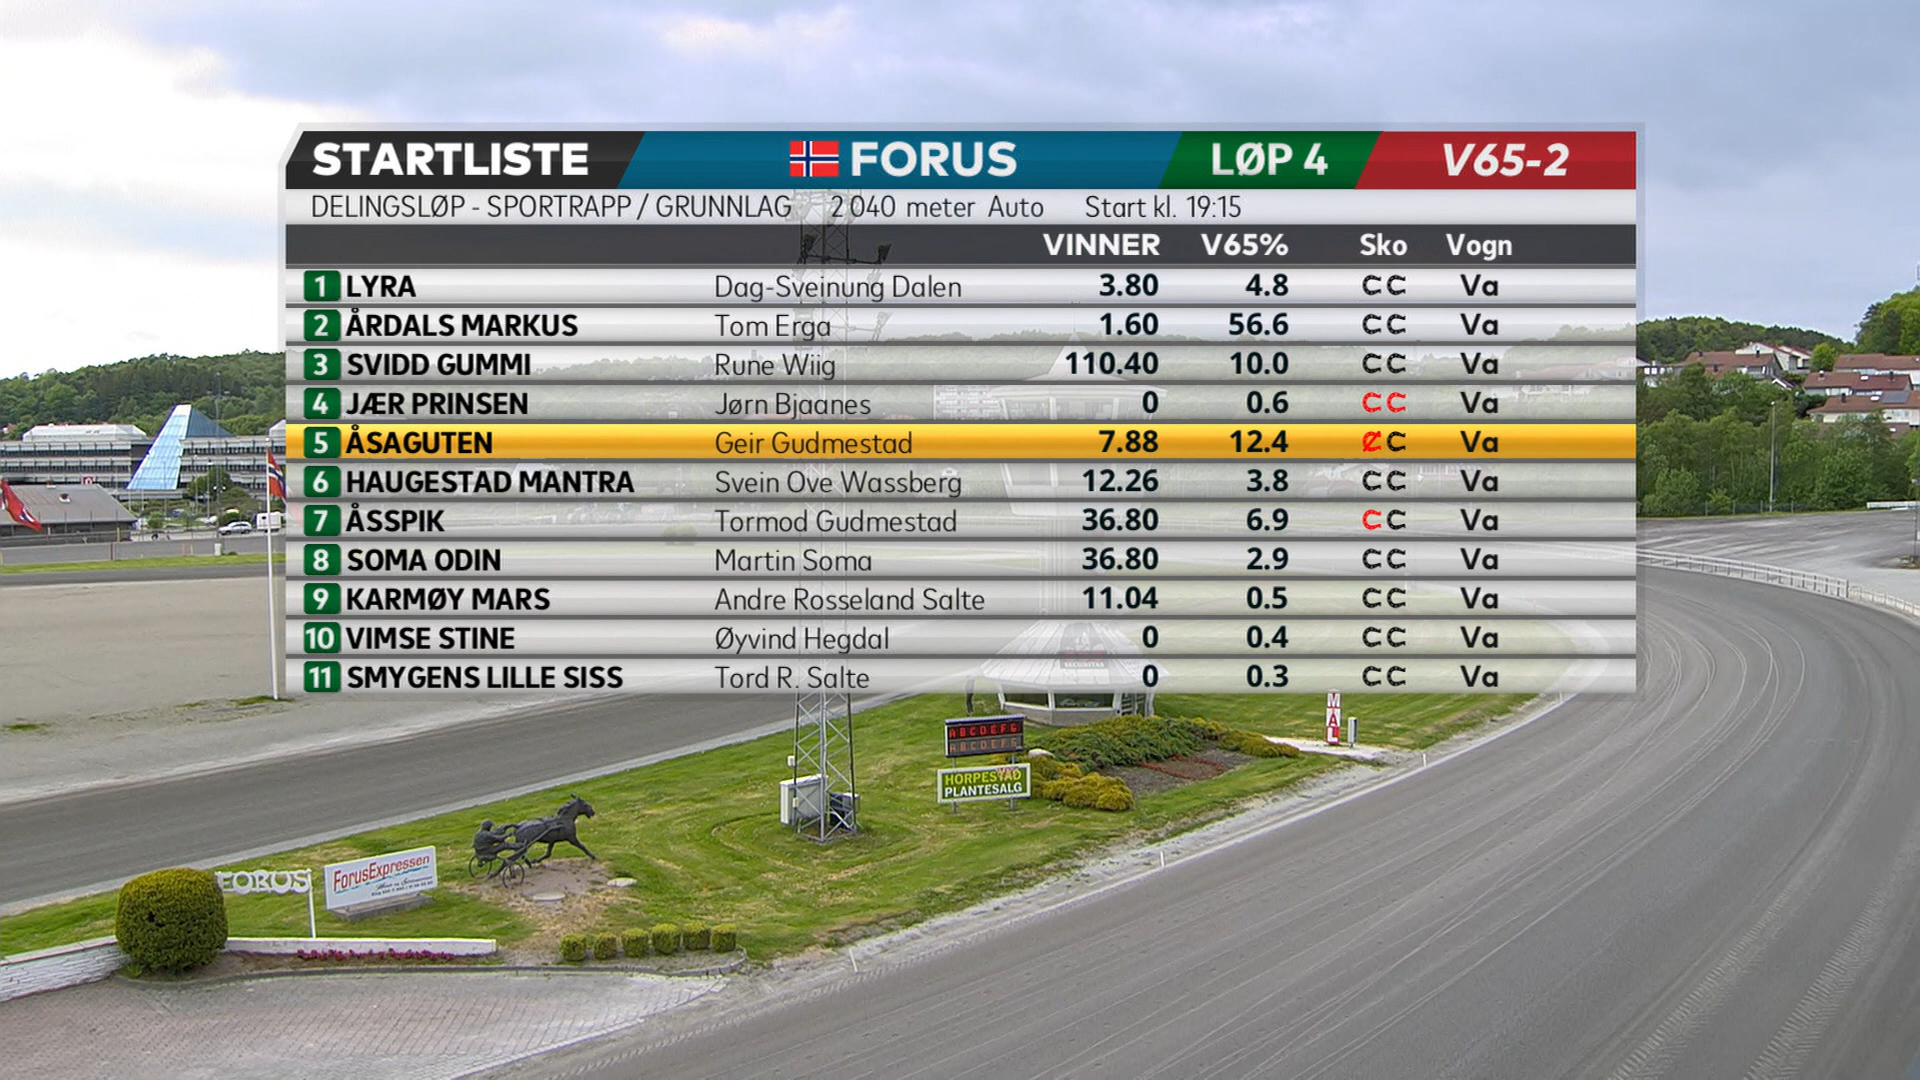 STARTLISTE FORUS LØP 4 V65-2
DELINGSLØP - SPORTRAPP / GRUNNLAG 2 040 meter Auto Start kl. 19:15
VINNER V65% Sko Vogn
1 LYRA Dag-Sveinung Dalen 3.80 4.8 C C Va
2 ÅRDALS MARKUS Tom Erga 1.60 56.6 C C Va
3 SVIDD GUMMI Rune Wiig 110.40 10.0 C C Va
4 JÆR PRINSEN Jørn Bjaanes 0 0.6 C C Va
5 ÅSAGUTEN Geir Gudmestad 7.88 12.4 C C Va
6 HAUGESTAD MANTRA Svein Ove Wassberg 12.26 3.8 C C Va
7 ÅSSPIK Tormod Gudmestad 36.80 6.9 C C Va
8 SOMA ODIN Martin Soma 36.80 2.9 C C Va
9 KARMØY MARS Andre Rosseland Salte 11.04 0.5 C C Va
10 VIMSE STINE Øyvind Hegdal 0 0.4 C C Va
11 SMYGENS LILLE SISS Tord R. Salte 0 0.3 C C Va
SECURITAS
MAL
ABCDEFG
ABCDEFG
HORPESTAD
PLANTESALG
FORUS
ForusExpressen